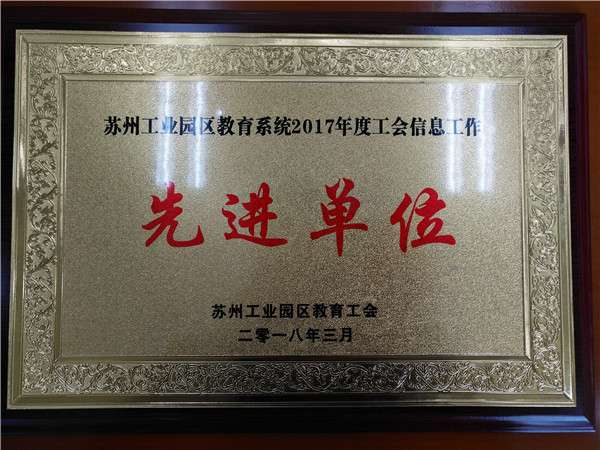 苏州工业园区教育系统2017年度工会信息工作
先进单位
苏州工业园区教育工会
二零一八年三月